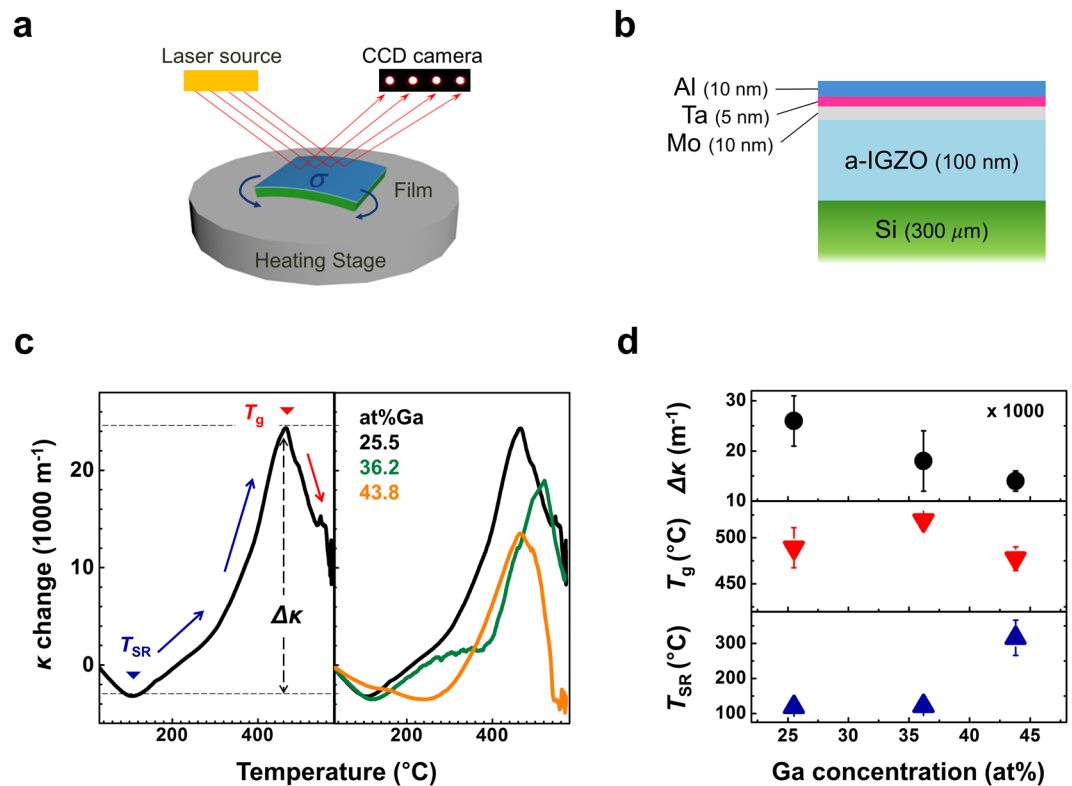 a
Laser source
CCD camera
σ
Film
Heating Stage
b
Al (10 nm)
Ta (5 nm)
Mo (10 nm)
a-IGZO (100 nm)
Si (300 μm)
c
κ change (1000 m⁻¹)
20
10
0
Tg
TSR
Δκ
at%Ga
25.5
36.2
43.8
200
400
200
400
Temperature (°C)
d
Δκ (m⁻¹)
30
20
10
x 1000
Tg (°C)
500
450
TSR (°C)
300
200
100
25
30
35
40
45
Ga concentration (at%)